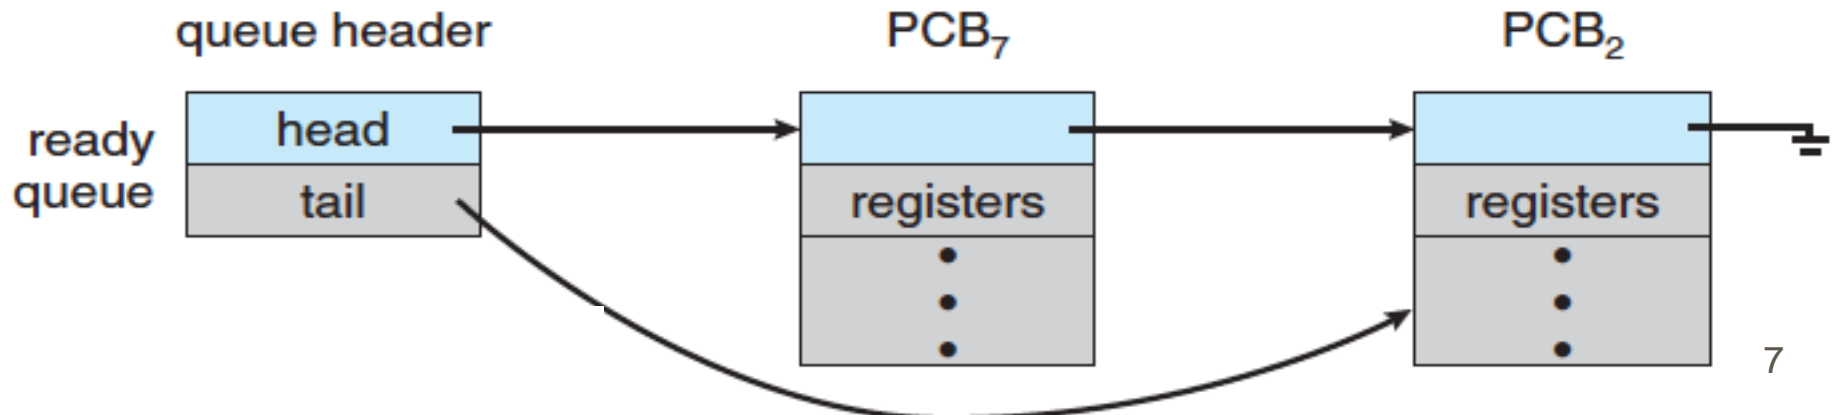 queue header
PCB₇
PCB₂
ready
queue
head
tail
registers
registers
7